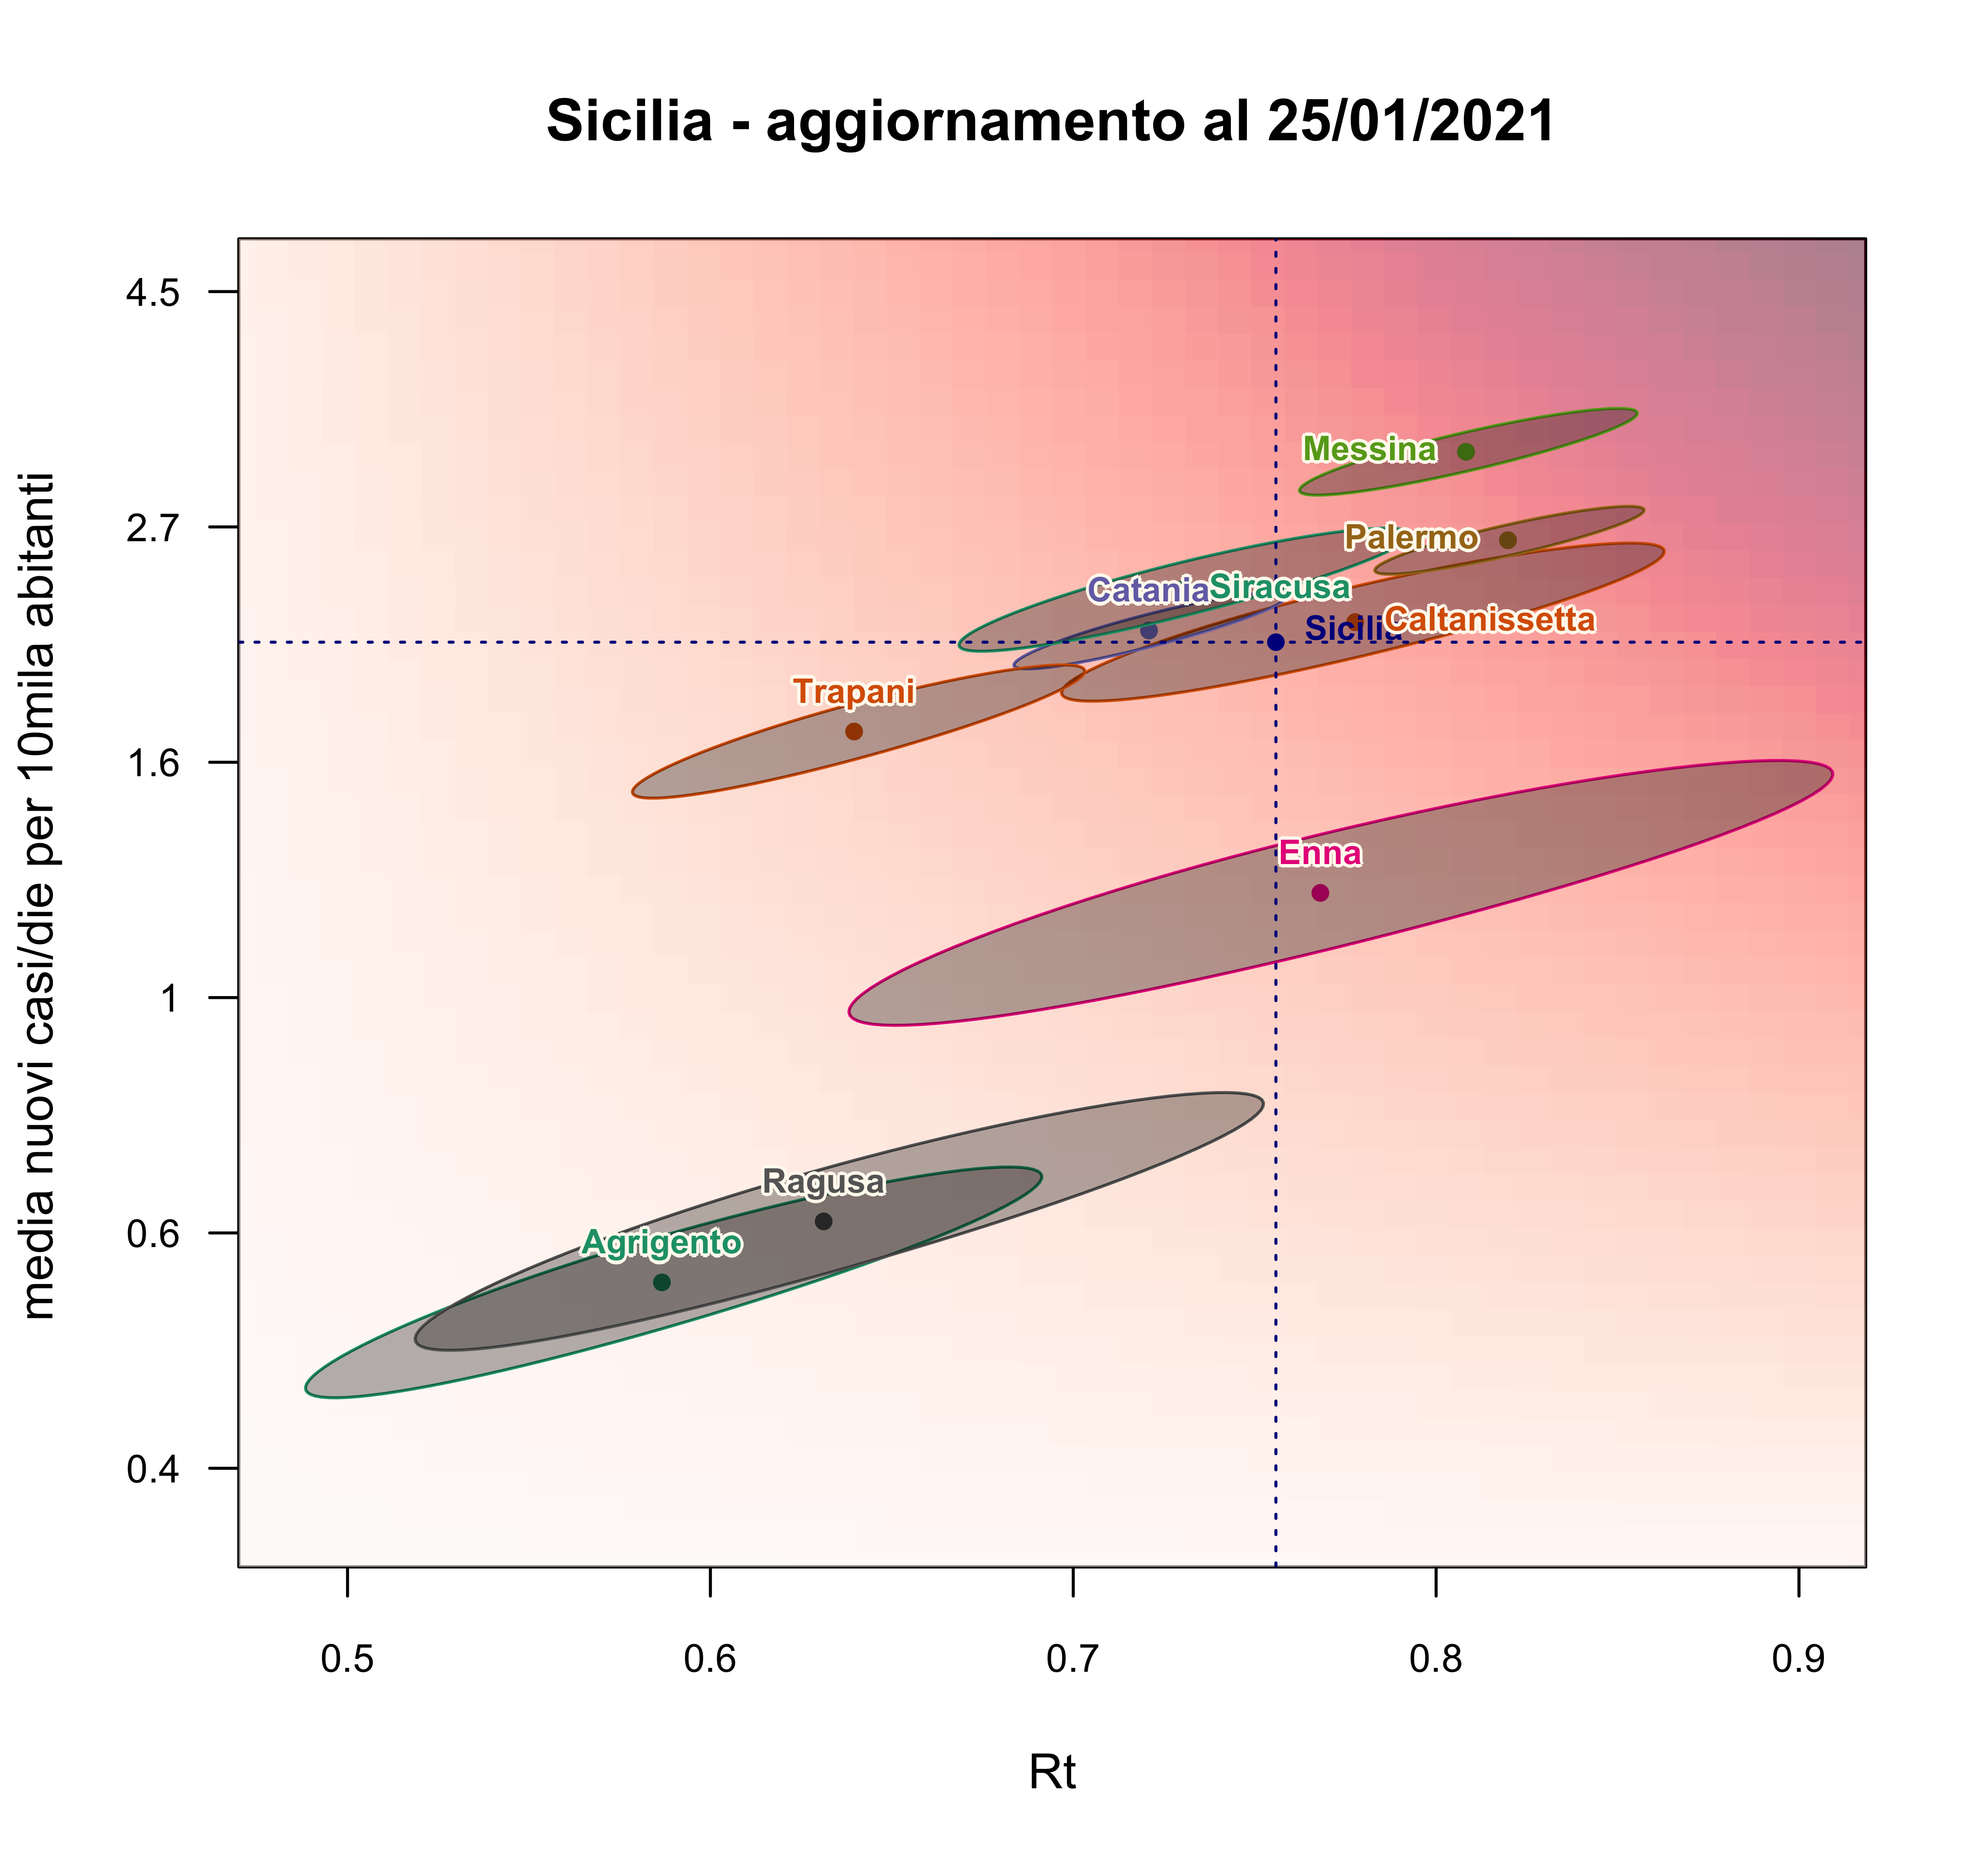 Sicilia - aggiornamento al 25/01/2021
media nuovi casi/die per 10mila abitanti
4.5
2.7
1.6
1
0.6
0.4
Messina
Palermo
Catania
Siracusa
Caltanissetta
Sicilia
Trapani
Enna
Ragusa
Agrigento
0.5
0.6
0.7
0.8
0.9
Rt